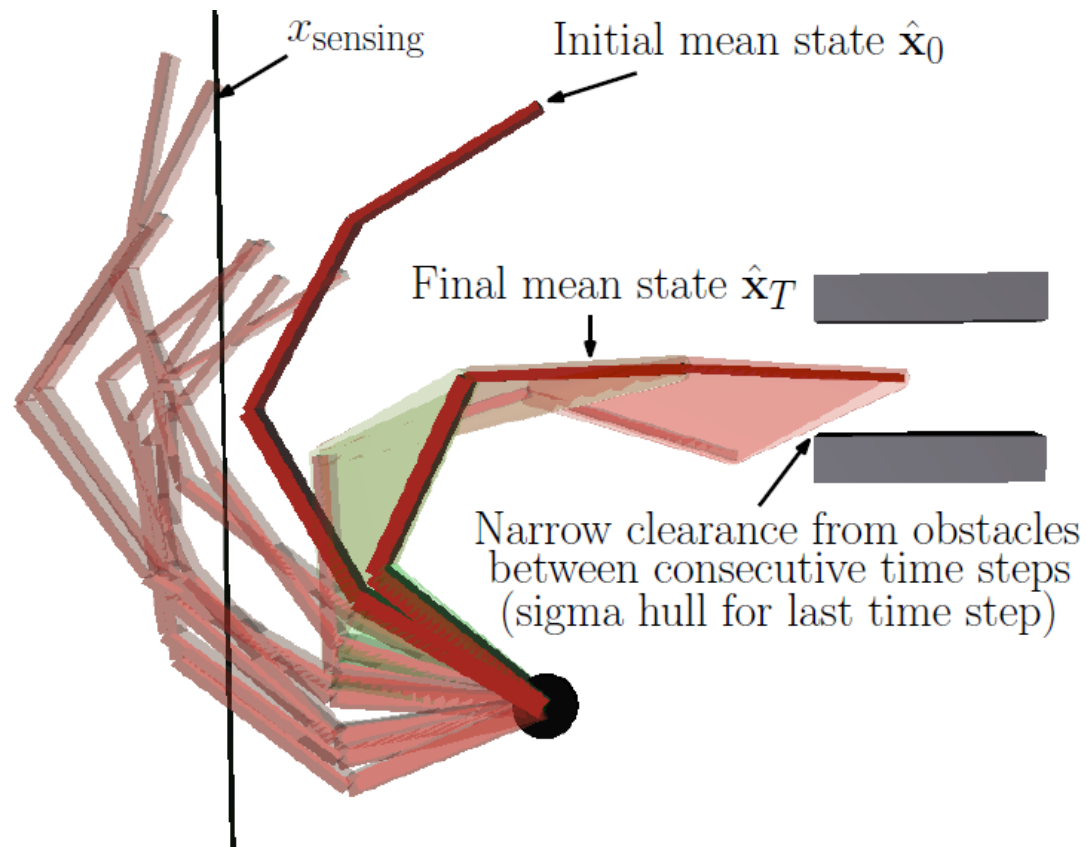 x_sensing
Initial mean state x̂_0
Final mean state x̂_T
Narrow clearance from obstacles
between consecutive time steps
(sigma hull for last time step)